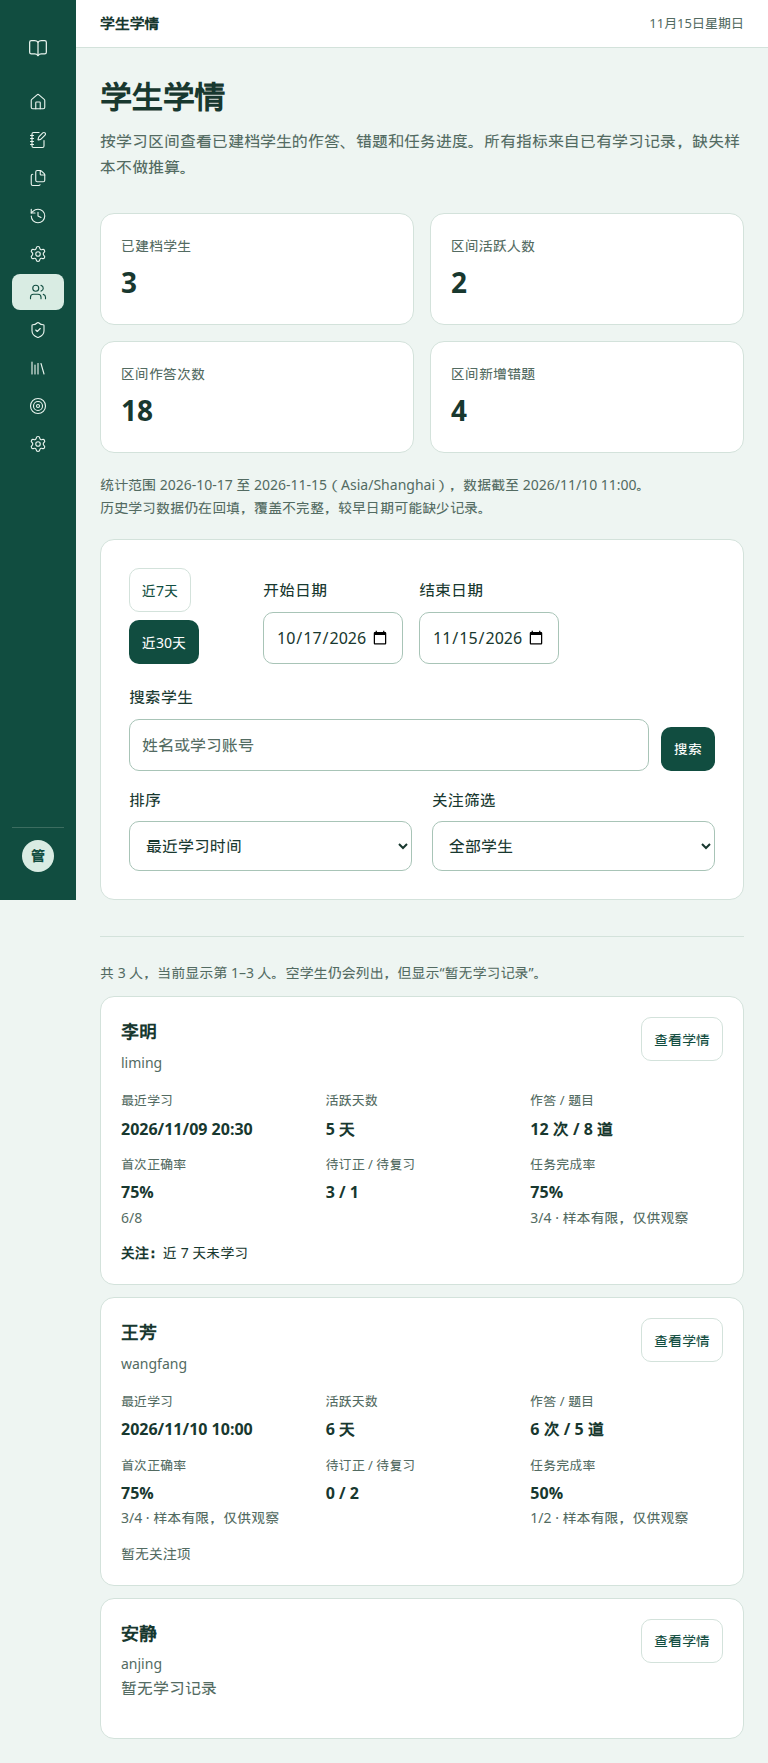 学生学情
11月15日星期日
学生学情
按学习区间查看已建档学生的作答、错题和任务进度。所有指标来自已有学习记录，缺失样
本不做推算。
已建档学生
3
区间活跃人数
2
区间作答次数
18
区间新增错题
4
统计范围 2026-10-17 至 2026-11-15（Asia/Shanghai），数据截至 2026/11/10 11:00。
历史学习数据仍在回填，覆盖不完整，较早日期可能缺少记录。
近7天
近30天
开始日期
10/17/2026
结束日期
11/15/2026
搜索学生
姓名或学习账号
搜索
排序
最近学习时间
关注筛选
全部学生
管
共 3 人，当前显示第 1–3 人。空学生仍会列出，但显示“暂无学习记录”。
李明
liming
查看学情
最近学习
2026/11/09 20:30
活跃天数
5 天
作答 / 题目
12 次 / 8 道
首次正确率
75%
6/8
待订正 / 待复习
3 / 1
任务完成率
75%
3/4 · 样本有限，仅供观察
关注：近 7 天未学习
王芳
wangfang
查看学情
最近学习
2026/11/10 10:00
活跃天数
6 天
作答 / 题目
6 次 / 5 道
首次正确率
75%
3/4 · 样本有限，仅供观察
待订正 / 待复习
0 / 2
任务完成率
50%
1/2 · 样本有限，仅供观察
暂无关注项
安静
anjing
暂无学习记录
查看学情